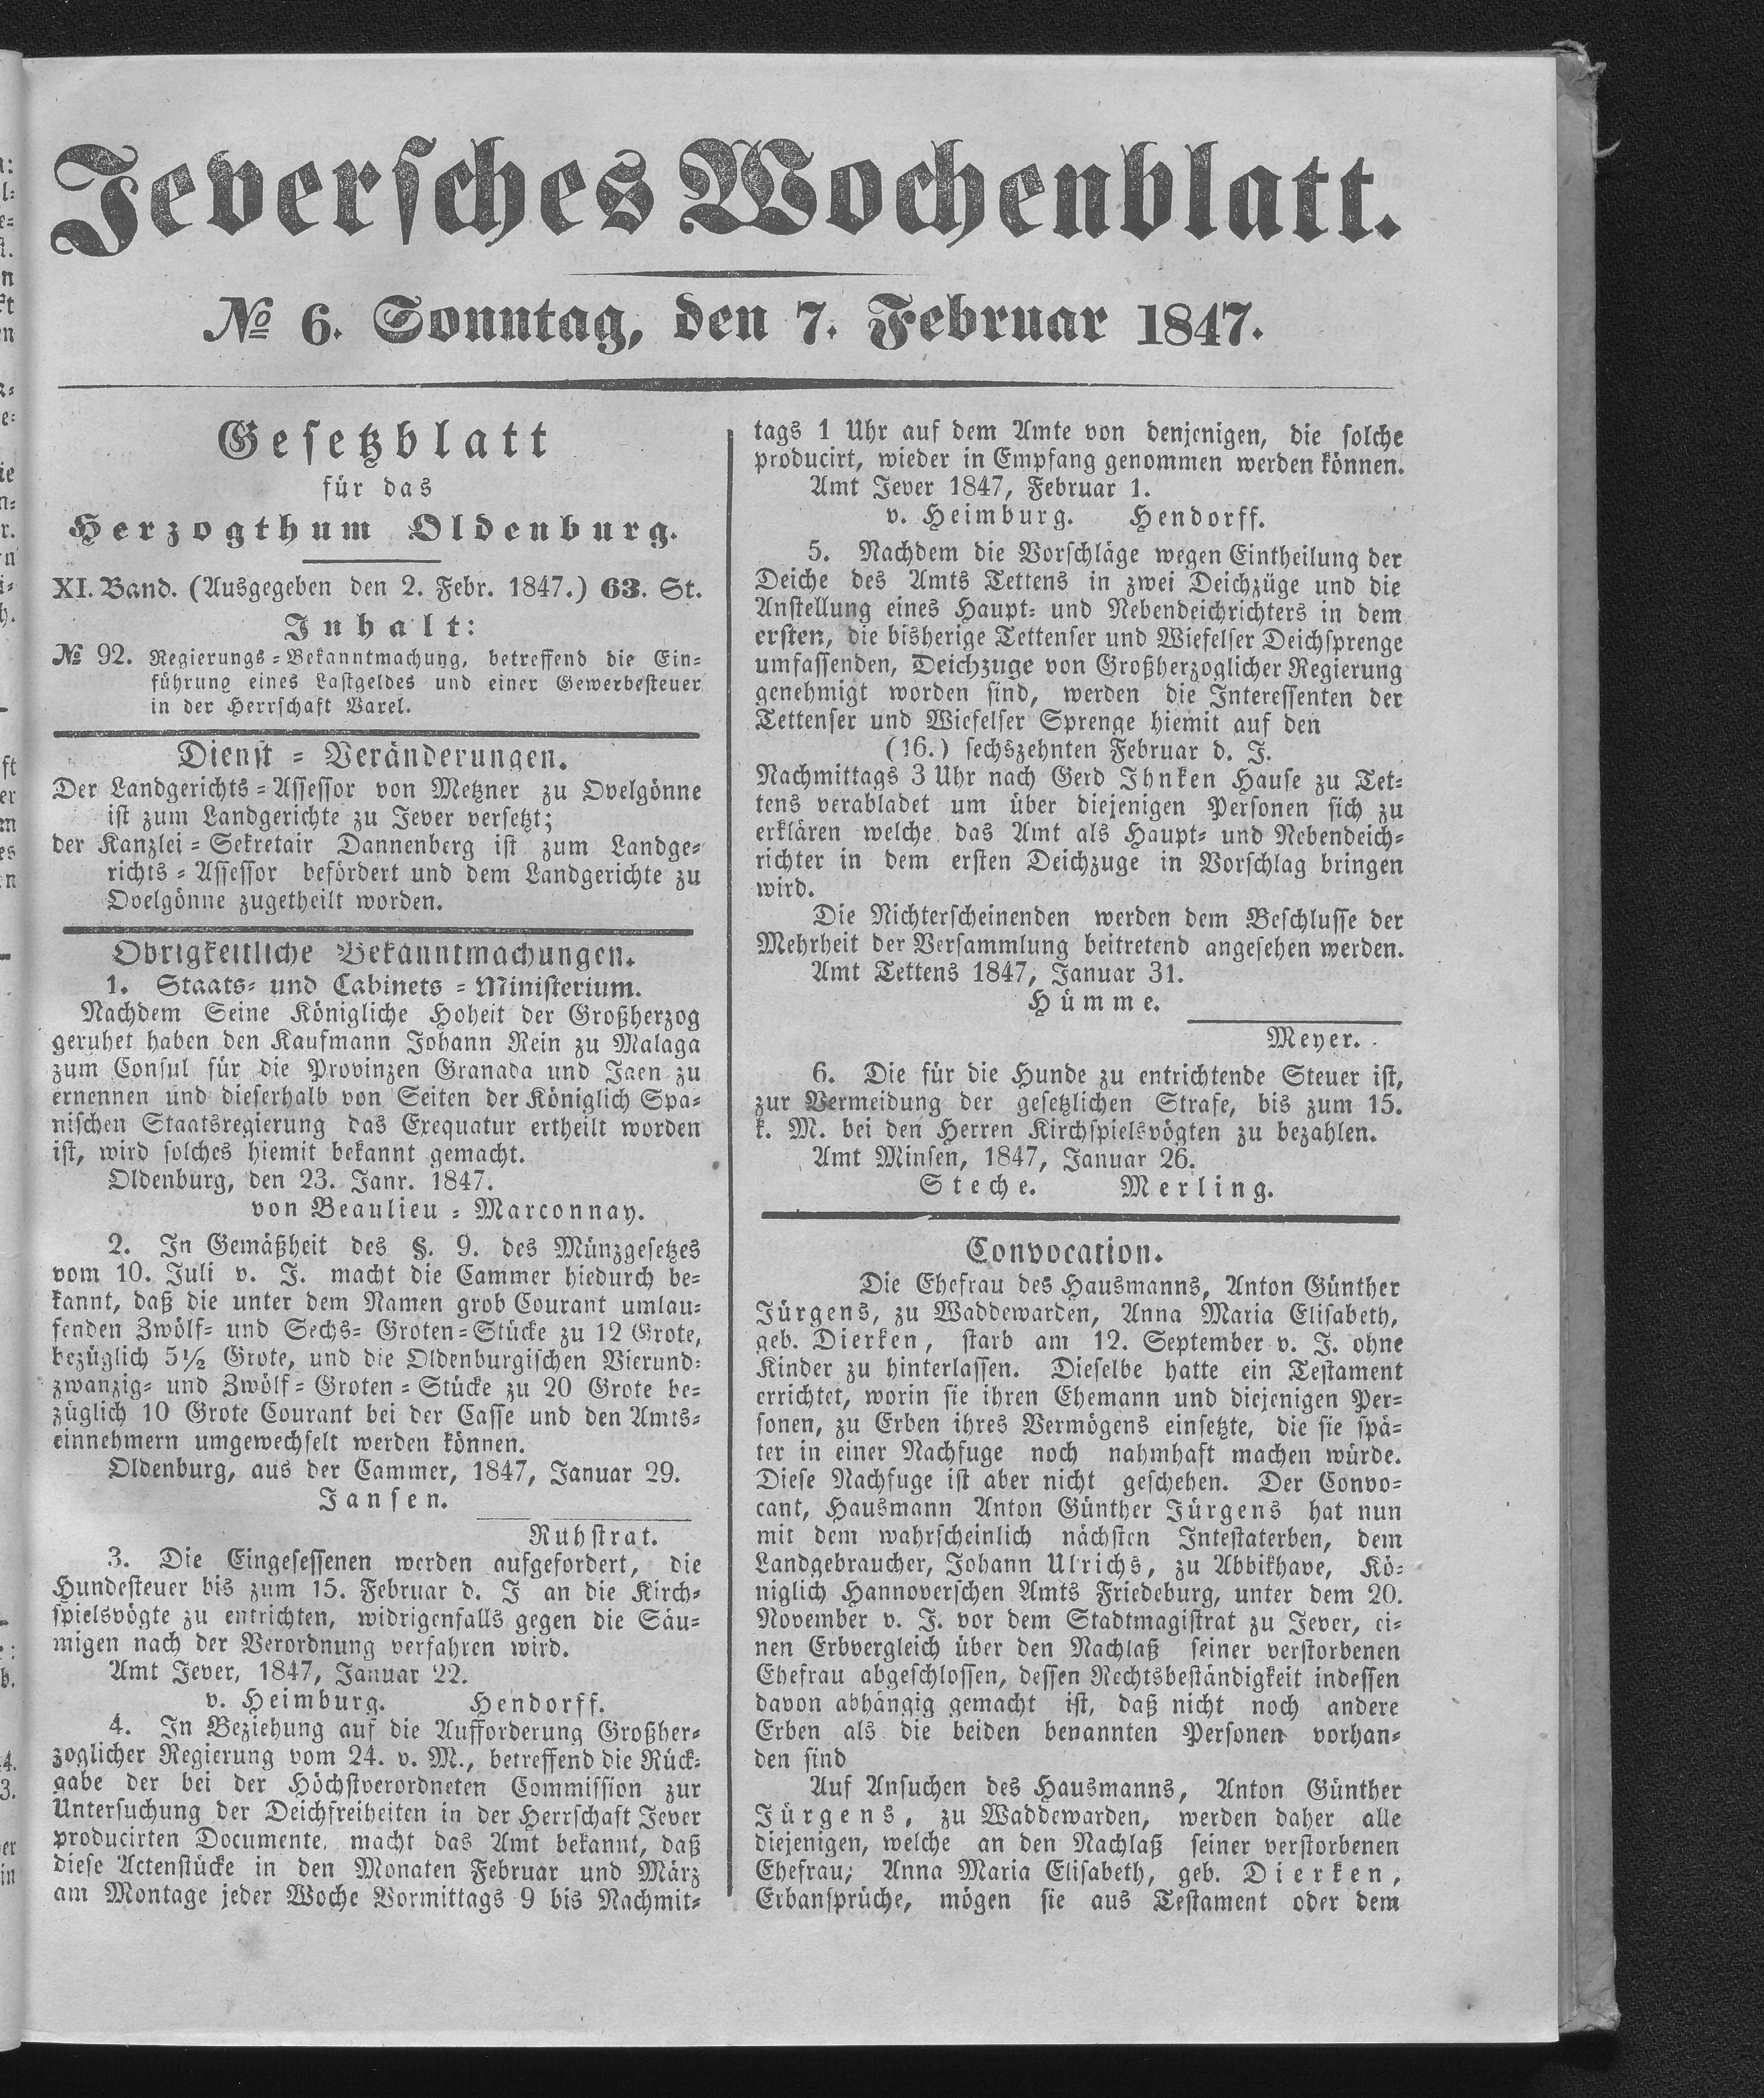 Jeversches Wochenblatt.
№ 6. Sonntag, den 7. Februar 1847.
Gesetzblatt
für das
Herzogthum Oldenburg.
XI. Band. (Ausgegeben den 2. Febr. 1847.) 63. St.
Inhalt:
№ 92. Regierungs-Bekanntmachung, betreffend die Ein-
führung eines Lastgeldes und einer Gewerbesteuer
in der Herrschaft Varel.
Dienst-Veränderungen.
Der Landgerichts-Assessor von Metzner zu Ovelgönne
ist zum Landgerichte zu Jever versetzt;
der Kanzlei-Sekretair Dannenberg ist zum Landge-
richts-Assessor befördert und dem Landgerichte zu
Ovelgönne zugetheilt worden.
Obrigkeitliche Bekanntmachungen.
1. Staats- und Cabinets-Ministerium.
Nachdem Seine Königliche Hoheit der Großherzog
geruhet haben den Kaufmann Johann Rein zu Malaga
zum Consul für die Provinzen Granada und Jaen zu
ernennen und dieserhalb von Seiten der Königlich Spa-
nischen Staatsregierung das Exequatur ertheilt worden
ist, wird solches hiemit bekannt gemacht.
Oldenburg, den 23. Janr. 1847.
von Beaulieu-Marconnay.
2. In Gemäßheit des §. 9. des Münzgesetzes
vom 10. Juli v. J. macht die Cammer hiedurch be-
kannt, daß die unter dem Namen grob Courant umlau-
fenden Zwölf- und Sechs-Groten-Stücke zu 12 Grote,
bezüglich 5½ Grote, und die Oldenburgischen Vierund-
zwanzig- und Zwölf-Groten-Stücke zu 20 Grote be-
züglich 10 Grote Courant bei der Casse und den Amts-
einnehmern umgewechselt werden können.
Oldenburg, aus der Cammer, 1847, Januar 29.
Jansen.
Ruhstrat.
3. Die Eingesessenen werden aufgefordert, die
Hundesteuer bis zum 15. Februar d. J an die Kirch-
spielsvögte zu entrichten, widrigenfalls gegen die Säu-
migen nach der Verordnung verfahren wird.
Amt Jever, 1847, Januar 22.
v. Heimburg. Hendorff.
4. In Beziehung auf die Aufforderung Großher-
zoglicher Regierung vom 24. v. M., betreffend die Rück-
gabe der bei der Höchstverordneten Commission zur
Untersuchung der Deichfreiheiten in der Herrschaft Jever
producirten Documente, macht das Amt bekannt, daß
diese Actenstücke in den Monaten Februar und März
am Montage jeder Woche Vormittags 9 bis Nachmit-
tags 1 Uhr auf dem Amte von denjenigen, die solche
producirt, wieder in Empfang genommen werden können.
Amt Jever 1847, Februar 1.
v. Heimburg. Hendorff.
5. Nachdem die Vorschläge wegen Eintheilung der
Deiche des Amts Tettens in zwei Deichzüge und die
Anstellung eines Haupt- und Nebendeichrichters in dem
ersten, die bisherige Tettenser und Wiefelser Deichsprenge
umfassenden, Deichzuge von Großherzoglicher Regierung
genehmigt worden sind, werden die Interessenten der
Tettenser und Wiefelser Sprenge hiemit auf den
(16.) sechszehnten Februar d. J.
Nachmittags 3 Uhr nach Gerd Ihnken Hause zu Tet-
tens verabladet um über diejenigen Personen sich zu
erklären welche das Amt als Haupt- und Nebendeich-
richter in dem ersten Deichzuge in Vorschlag bringen
wird.
Die Nichterscheinenden werden dem Beschlusse der
Mehrheit der Versammlung beitretend angesehen werden.
Amt Tettens 1847, Januar 31.
Hümme.
Meyer.
6. Die für die Hunde zu entrichtende Steuer ist,
zur Vermeidung der gesetzlichen Strafe, bis zum 15.
k. M. bei den Herren Kirchspielsvögten zu bezahlen.
Amt Minsen, 1847, Januar 26.
Steche. Merling.
Convocation.
Die Ehefrau des Hausmanns, Anton Günther
Jürgens, zu Waddewarden, Anna Maria Elisabeth,
geb. Dierken, starb am 12. September v. J. ohne
Kinder zu hinterlassen. Dieselbe hatte ein Testament
errichtet, worin sie ihren Ehemann und diejenigen Per-
sonen, zu Erben ihres Vermögens einsetzte, die sie spä-
ter in einer Nachfuge noch nahmhaft machen würde.
Diese Nachfuge ist aber nicht geschehen. Der Convo-
cant, Hausmann Anton Günther Jürgens hat nun
mit dem wahrscheinlich nächsten Intestaterben, dem
Landgebraucher, Johann Ulrichs, zu Abbikhave, Kö-
niglich Hannoverschen Amts Friedeburg, unter dem 20.
November v. J. vor dem Stadtmagistrat zu Jever, ei-
nen Erbvergleich über den Nachlaß seiner verstorbenen
Ehefrau abgeschlossen, dessen Rechtsbeständigkeit indessen
davon abhängig gemacht ist, daß nicht noch andere
Erben als die beiden benannten Personen vorhan-
den sind
Auf Ansuchen des Hausmanns, Anton Günther
Jürgens, zu Waddewarden, werden daher alle
diejenigen, welche an den Nachlaß seiner verstorbenen
Ehefrau; Anna Maria Elisabeth, geb. Dierken,
Erbansprüche, mögen sie aus Testament oder dem